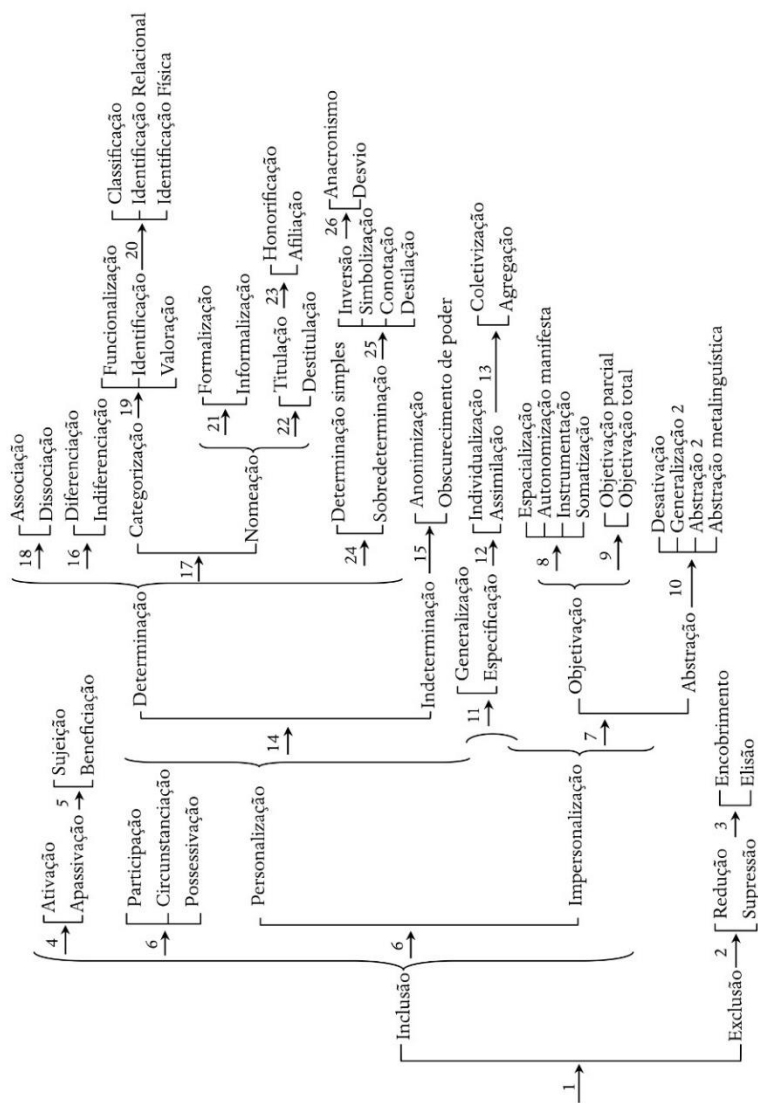 1
Inclusão
Exclusão
2
Redução
Supressão
3
Encobrimento
Elisão
4
Ativação
Apassivação
5
Sujeição
Beneficiação
6
Participação
Circunstanciação
Possessivação
6
Personalização
Impersonalização
14
Determinação
Indeterminação
18
Associação
Dissociação
16
Diferenciação
Indiferenciação
17
Categorização
Nomeação
19
Funcionalização
Identificação
Valoração
20
Classificação
Identificação Relacional
Identificação Física
21
Formalização
Informalização
22
Titulação
Destitulação
23
Honorificação
Afiliação
24
Determinação simples
Sobredeterminação
25
Inversão
Simbolização
Conotação
Destilação
26
Anacronismo
Desvio
15
Anonimização
Obscurecimento de poder
11
Generalização
Especificação
12
Individualização
Assimilação
13
Coletivização
Agregação
7
Objetivação
Abstração
8
Espacialização
Autonomização manifesta
Instrumentação
Somatização
9
Objetivação parcial
Objetivação total
10
Desativação
Generalização 2
Abstração 2
Abstração metalinguística